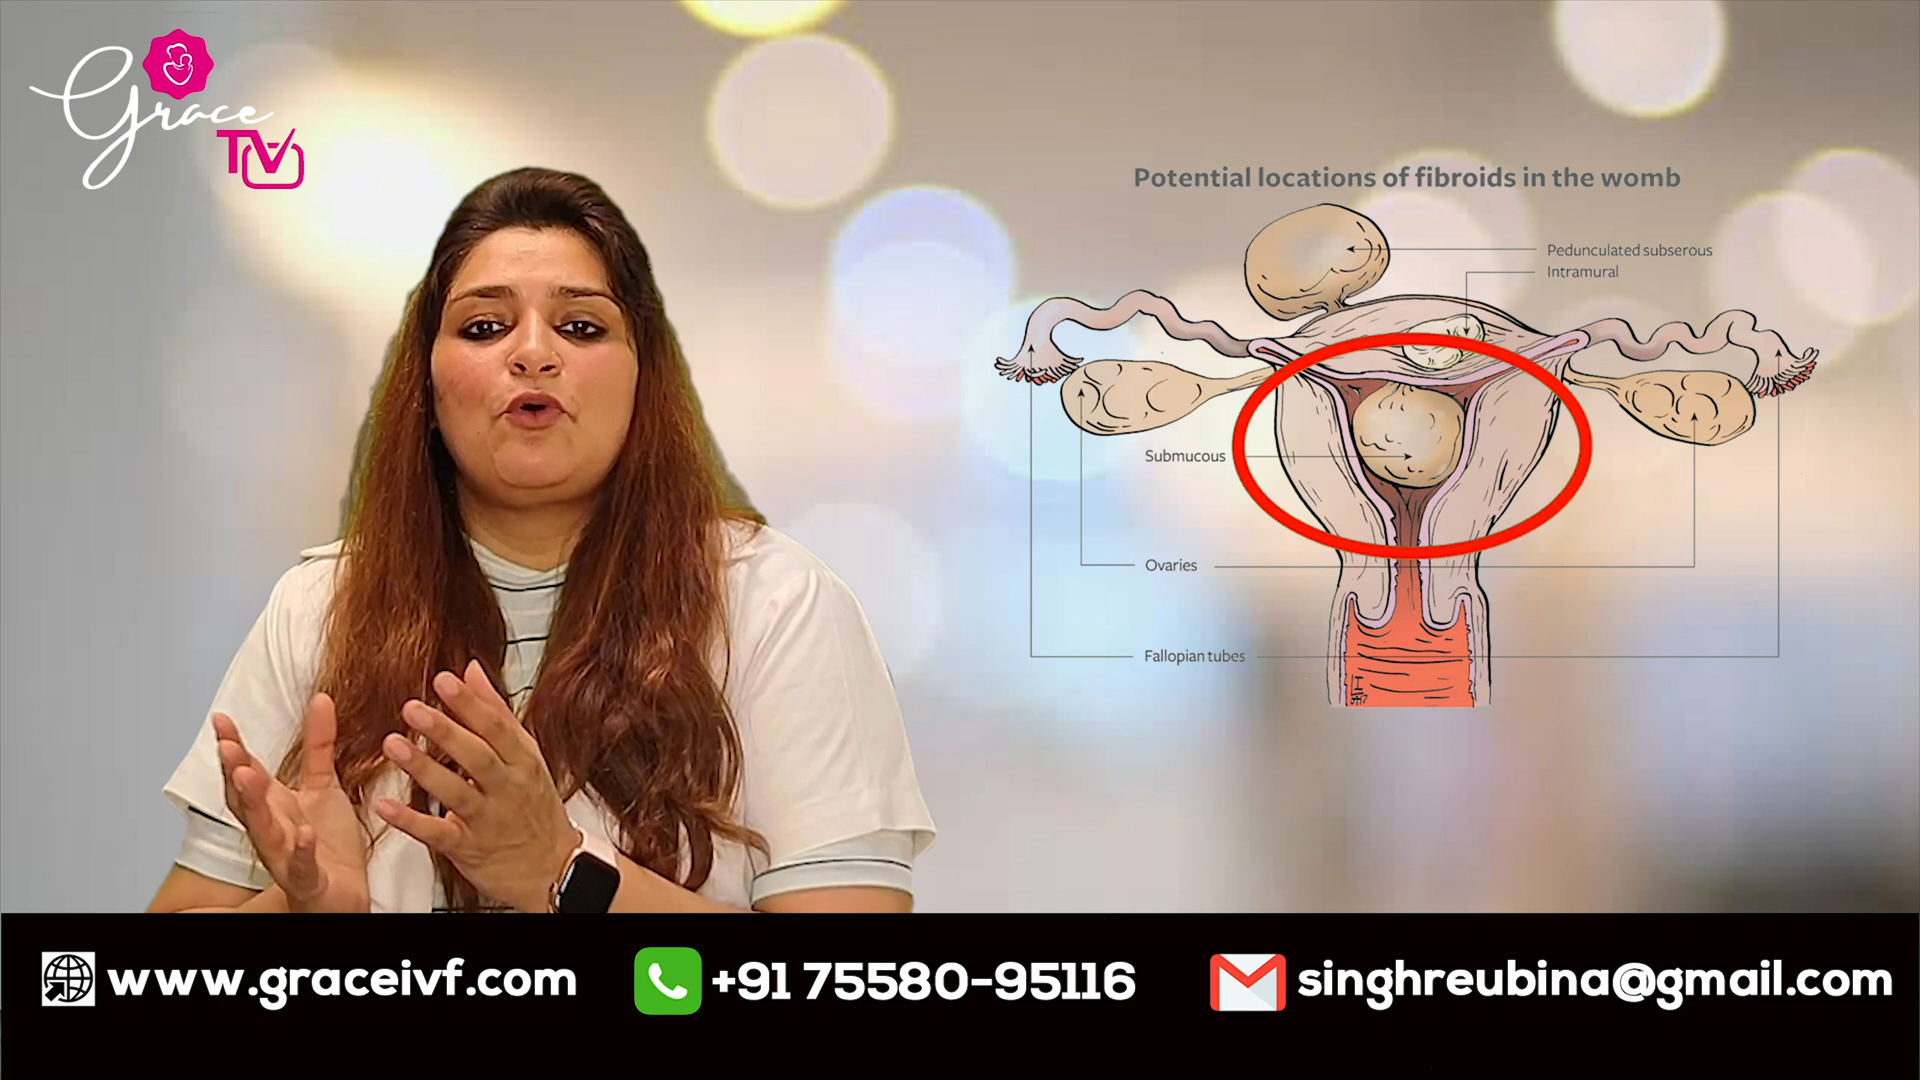 Grace
TV
Potential locations of fibroids in the womb
Pedunculated subserous
Intramural
Submucous
Ovaries
Fallopian tubes
www.graceivf.com
+91 75580-95116
singhreubina@gmail.com